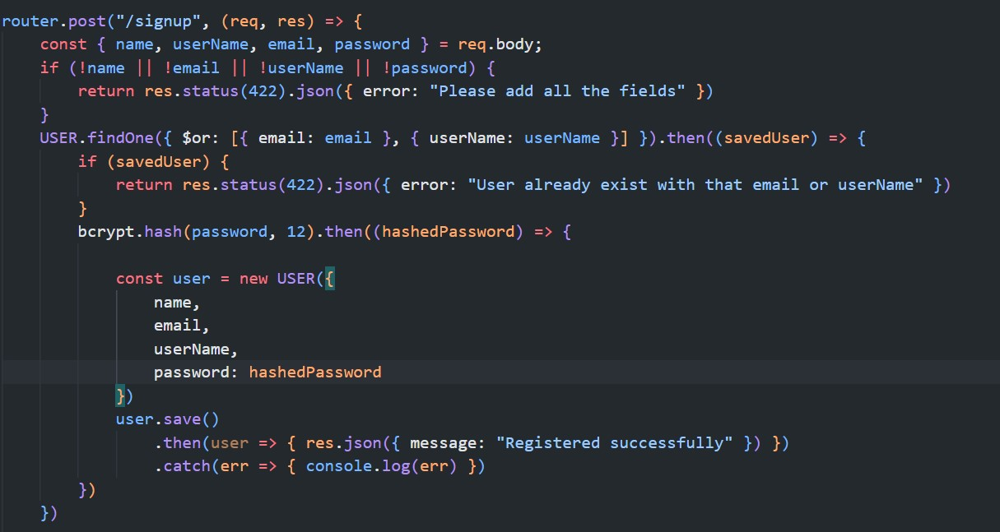 router.post("/signup", (req, res) => {
    const { name, userName, email, password } = req.body;
    if (!name || !email || !userName || !password) {
        return res.status(422).json({ error: "Please add all the fields" })
    }
    USER.findOne({ $or: [{ email: email }, { userName: userName }] }).then((savedUser) => {
        if (savedUser) {
            return res.status(422).json({ error: "User already exist with that email or userName" })
        }
        bcrypt.hash(password, 12).then((hashedPassword) => {

            const user = new USER({
                name,
                email,
                userName,
                password: hashedPassword
            })
            user.save()
                .then(user => { res.json({ message: "Registered successfully" }) })
                .catch(err => { console.log(err) })
        })
    })